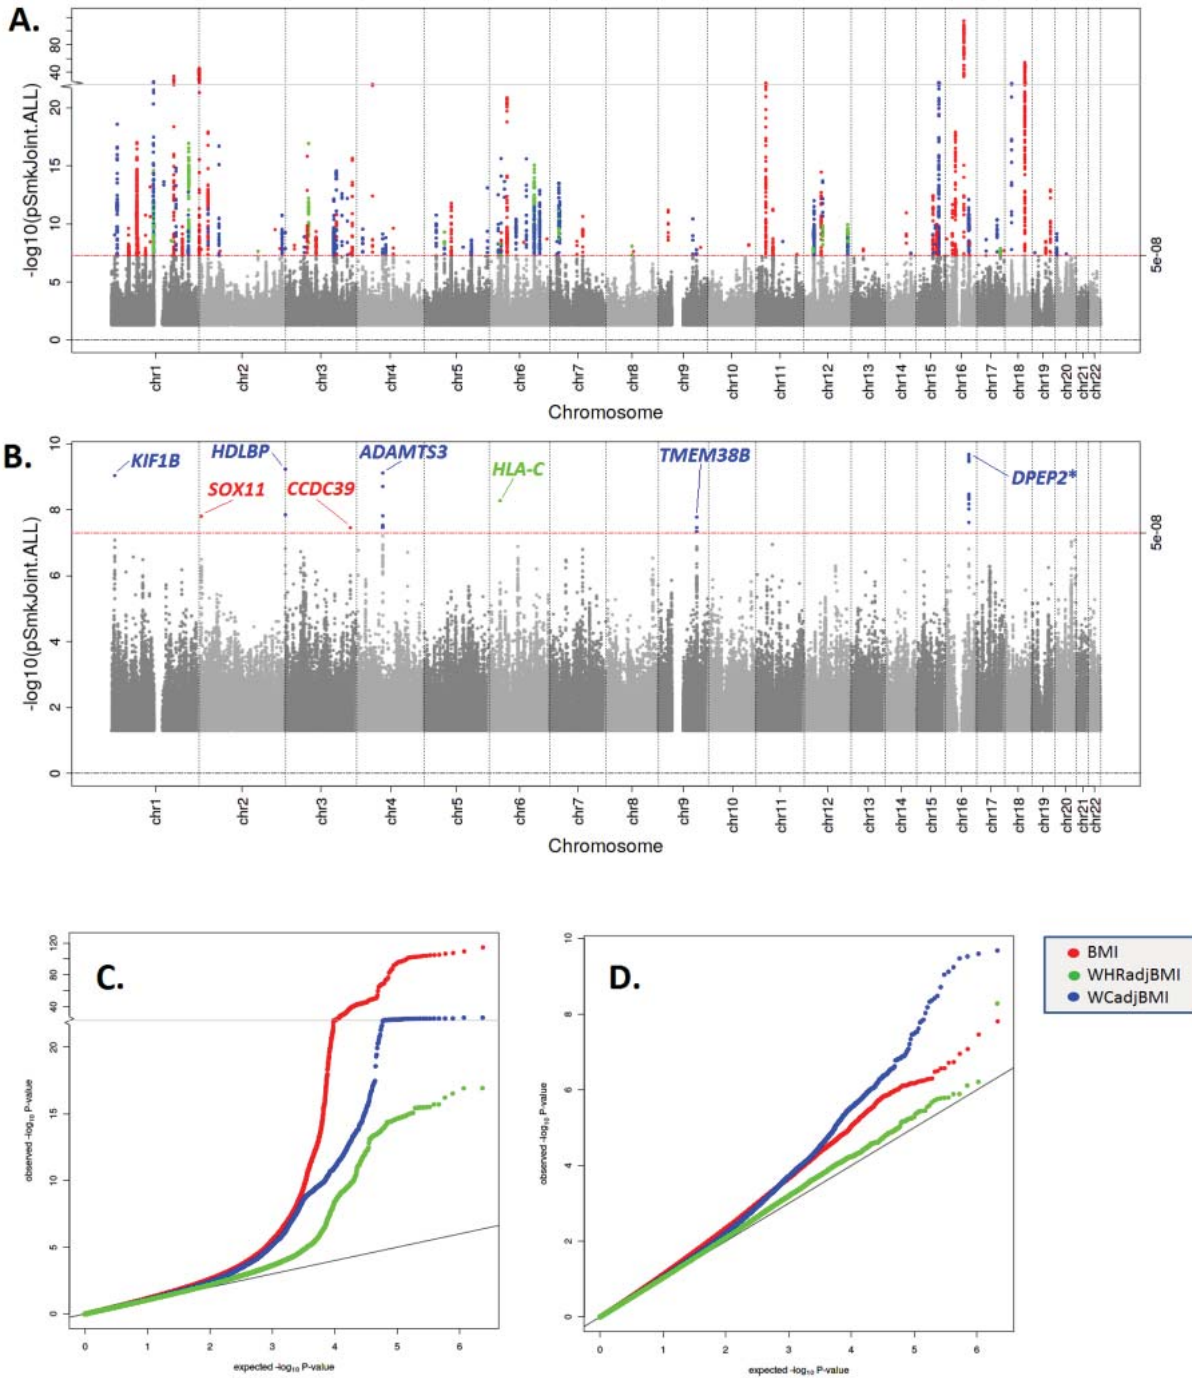 A.
-log10(pSmkJoint.ALL)
80
40
20
15
10
5
0
5e-08
chr1 chr2 chr3 chr4 chr5 chr6 chr7 chr8 chr9 chr10 chr11 chr12 chr13 chr14 chr15 chr16 chr17 chr18 chr19 chr20 chr21 chr22
Chromosome
B.
-log10(pSmkJoint.ALL)
10
8
6
4
2
0
KIF1B HDLBP ADAMTS3 TMEM38B
SOX11 CCDC39 HLA-C DPEP2*
5e-08
chr1 chr2 chr3 chr4 chr5 chr6 chr7 chr8 chr9 chr10 chr11 chr12 chr13 chr14 chr15 chr16 chr17 chr18 chr19 chr20 chr21 chr22
Chromosome
C.
observed -log10 P-value
120
80
40
20
15
10
5
0
0 1 2 3 4 5 6
expected -log10 P-value
D.
observed -log10 P-value
10
8
6
4
2
0
0 1 2 3 4 5 6
expected -log10 P-value
BMI
WHRadjBMI
WCadjBMI